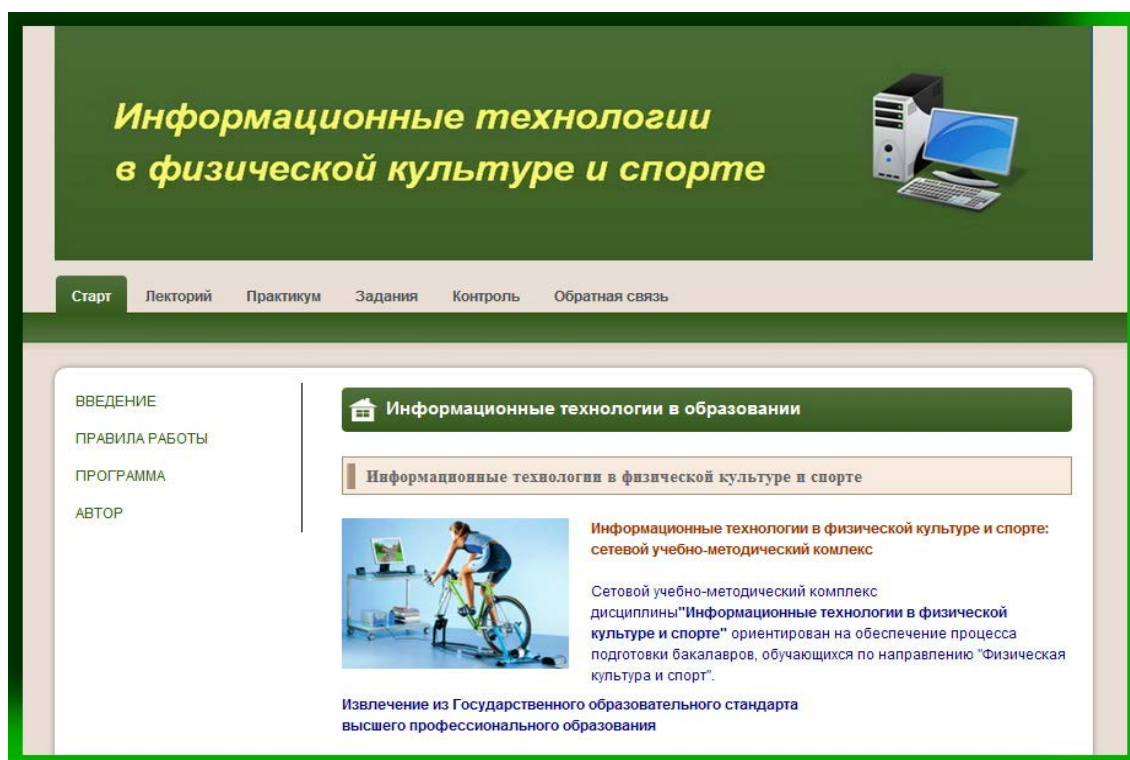 Информационные технологии
в физической культуре и спорте
Старт Лекторий Практикум Задания Контроль Обратная связь
ВВЕДЕНИЕ
ПРАВИЛА РАБОТЫ
ПРОГРАММА
АВТОР
Информационные технологии в образовании
Информационные технологии в физической культуре и спорте
Информационные технологии в физической культуре и спорте:
сетевой учебно-методический комлекс
Сетевой учебно-методический комплекс
дисциплины"Информационные технологии в физической
культуре и спорте" ориентирован на обеспечение процесса
подготовки бакалавров, обучающихся по направлению "Физическая
культура и спорт".
Извлечение из Государственного образовательного стандарта
высшего профессионального образования